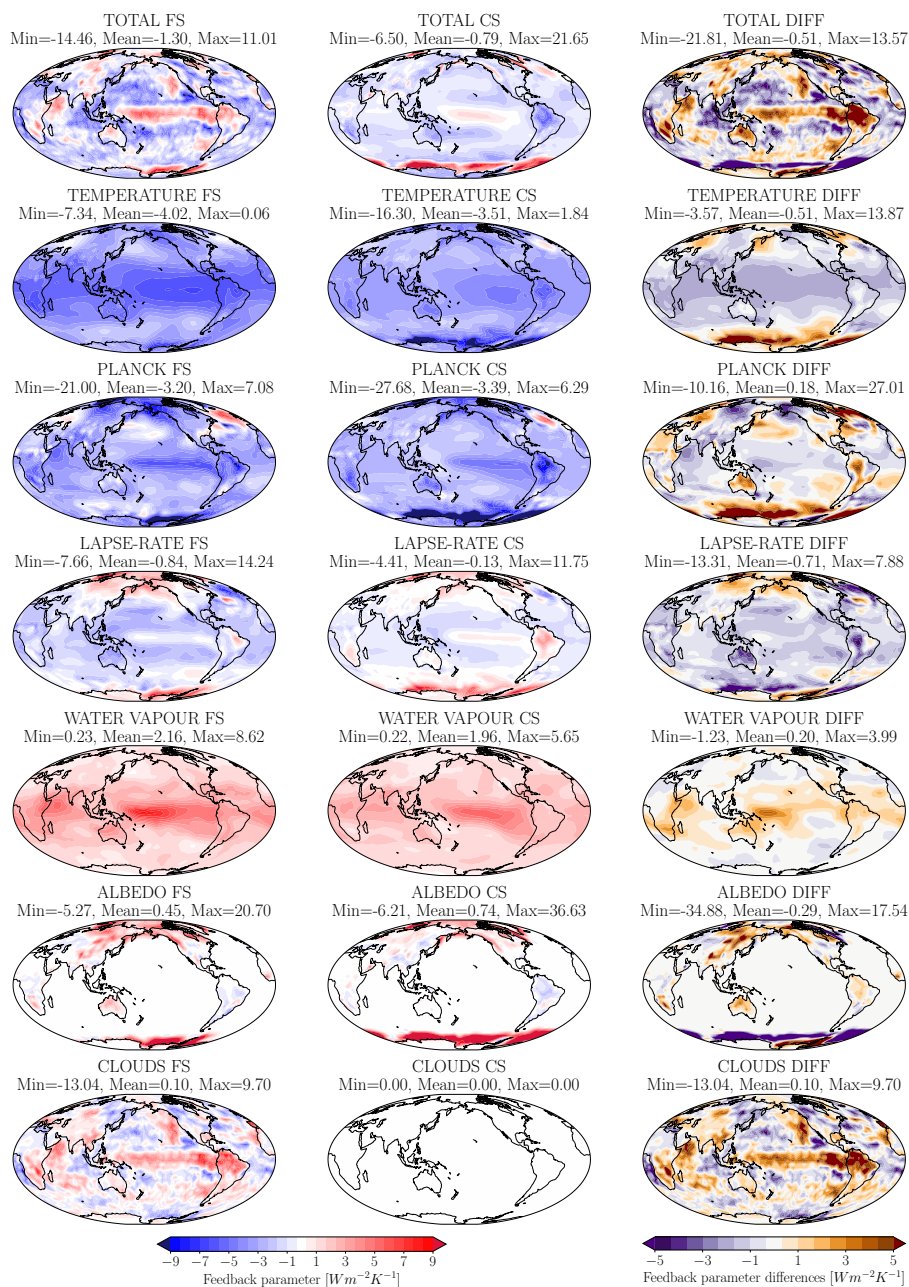 TOTAL FS
Min=-14.46, Mean=-1.30, Max=11.01
TOTAL CS
Min=-6.50, Mean=-0.79, Max=21.65
TOTAL DIFF
Min=-21.81, Mean=-0.51, Max=13.57
TEMPERATURE FS
Min=-7.34, Mean=-4.02, Max=0.06
TEMPERATURE CS
Min=-16.30, Mean=-3.51, Max=1.84
TEMPERATURE DIFF
Min=-3.57, Mean=-0.51, Max=13.87
PLANCK FS
Min=-21.00, Mean=-3.20, Max=7.08
PLANCK CS
Min=-27.68, Mean=-3.39, Max=6.29
PLANCK DIFF
Min=-10.16, Mean=0.18, Max=27.01
LAPSE-RATE FS
Min=-7.66, Mean=-0.84, Max=14.24
LAPSE-RATE CS
Min=-4.41, Mean=-0.13, Max=11.75
LAPSE-RATE DIFF
Min=-13.31, Mean=-0.71, Max=7.88
WATER VAPOUR FS
Min=0.23, Mean=2.16, Max=8.62
WATER VAPOUR CS
Min=0.22, Mean=1.96, Max=5.65
WATER VAPOUR DIFF
Min=-1.23, Mean=0.20, Max=3.99
ALBEDO FS
Min=-5.27, Mean=0.45, Max=20.70
ALBEDO CS
Min=-6.21, Mean=0.74, Max=36.63
ALBEDO DIFF
Min=-34.88, Mean=-0.29, Max=17.54
CLOUDS FS
Min=-13.04, Mean=0.10, Max=9.70
CLOUDS CS
Min=0.00, Mean=0.00, Max=0.00
CLOUDS DIFF
Min=-13.04, Mean=0.10, Max=9.70
−9 −7 −5 −3 −1 1 3 5 7 9
Feedback parameter [Wm⁻²K⁻¹]
−5 −3 −1 1 3 5
Feedback parameter differences [Wm⁻²K⁻¹]